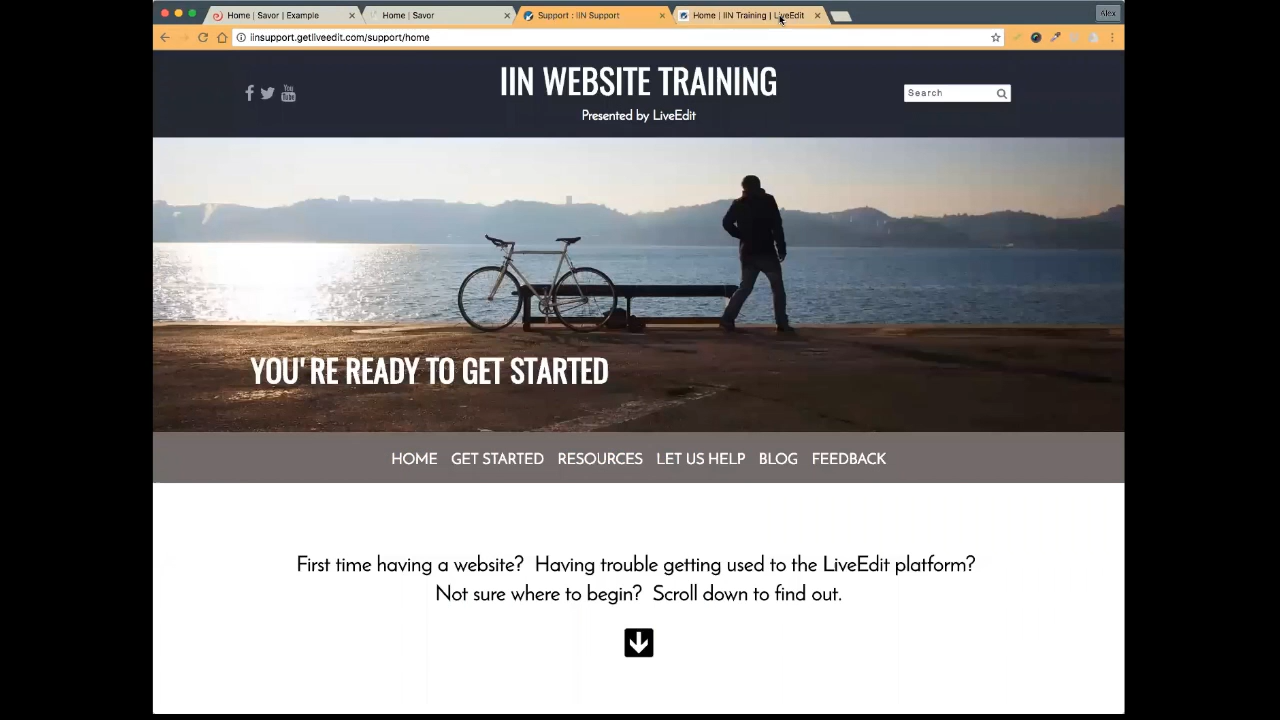 Home | Savor | Example
Home | Savor
Support : IIN Support
Home | IIN Training | LiveEdit
Alex
iinsupport.getliveedit.com/support/home
IIN WEBSITE TRAINING
Presented by LiveEdit
You Tube
Search
YOU'RE READY TO GET STARTED
HOME GET STARTED RESOURCES LET US HELP BLOG FEEDBACK
First time having a website? Having trouble getting used to the LiveEdit platform?
Not sure where to begin? Scroll down to find out.